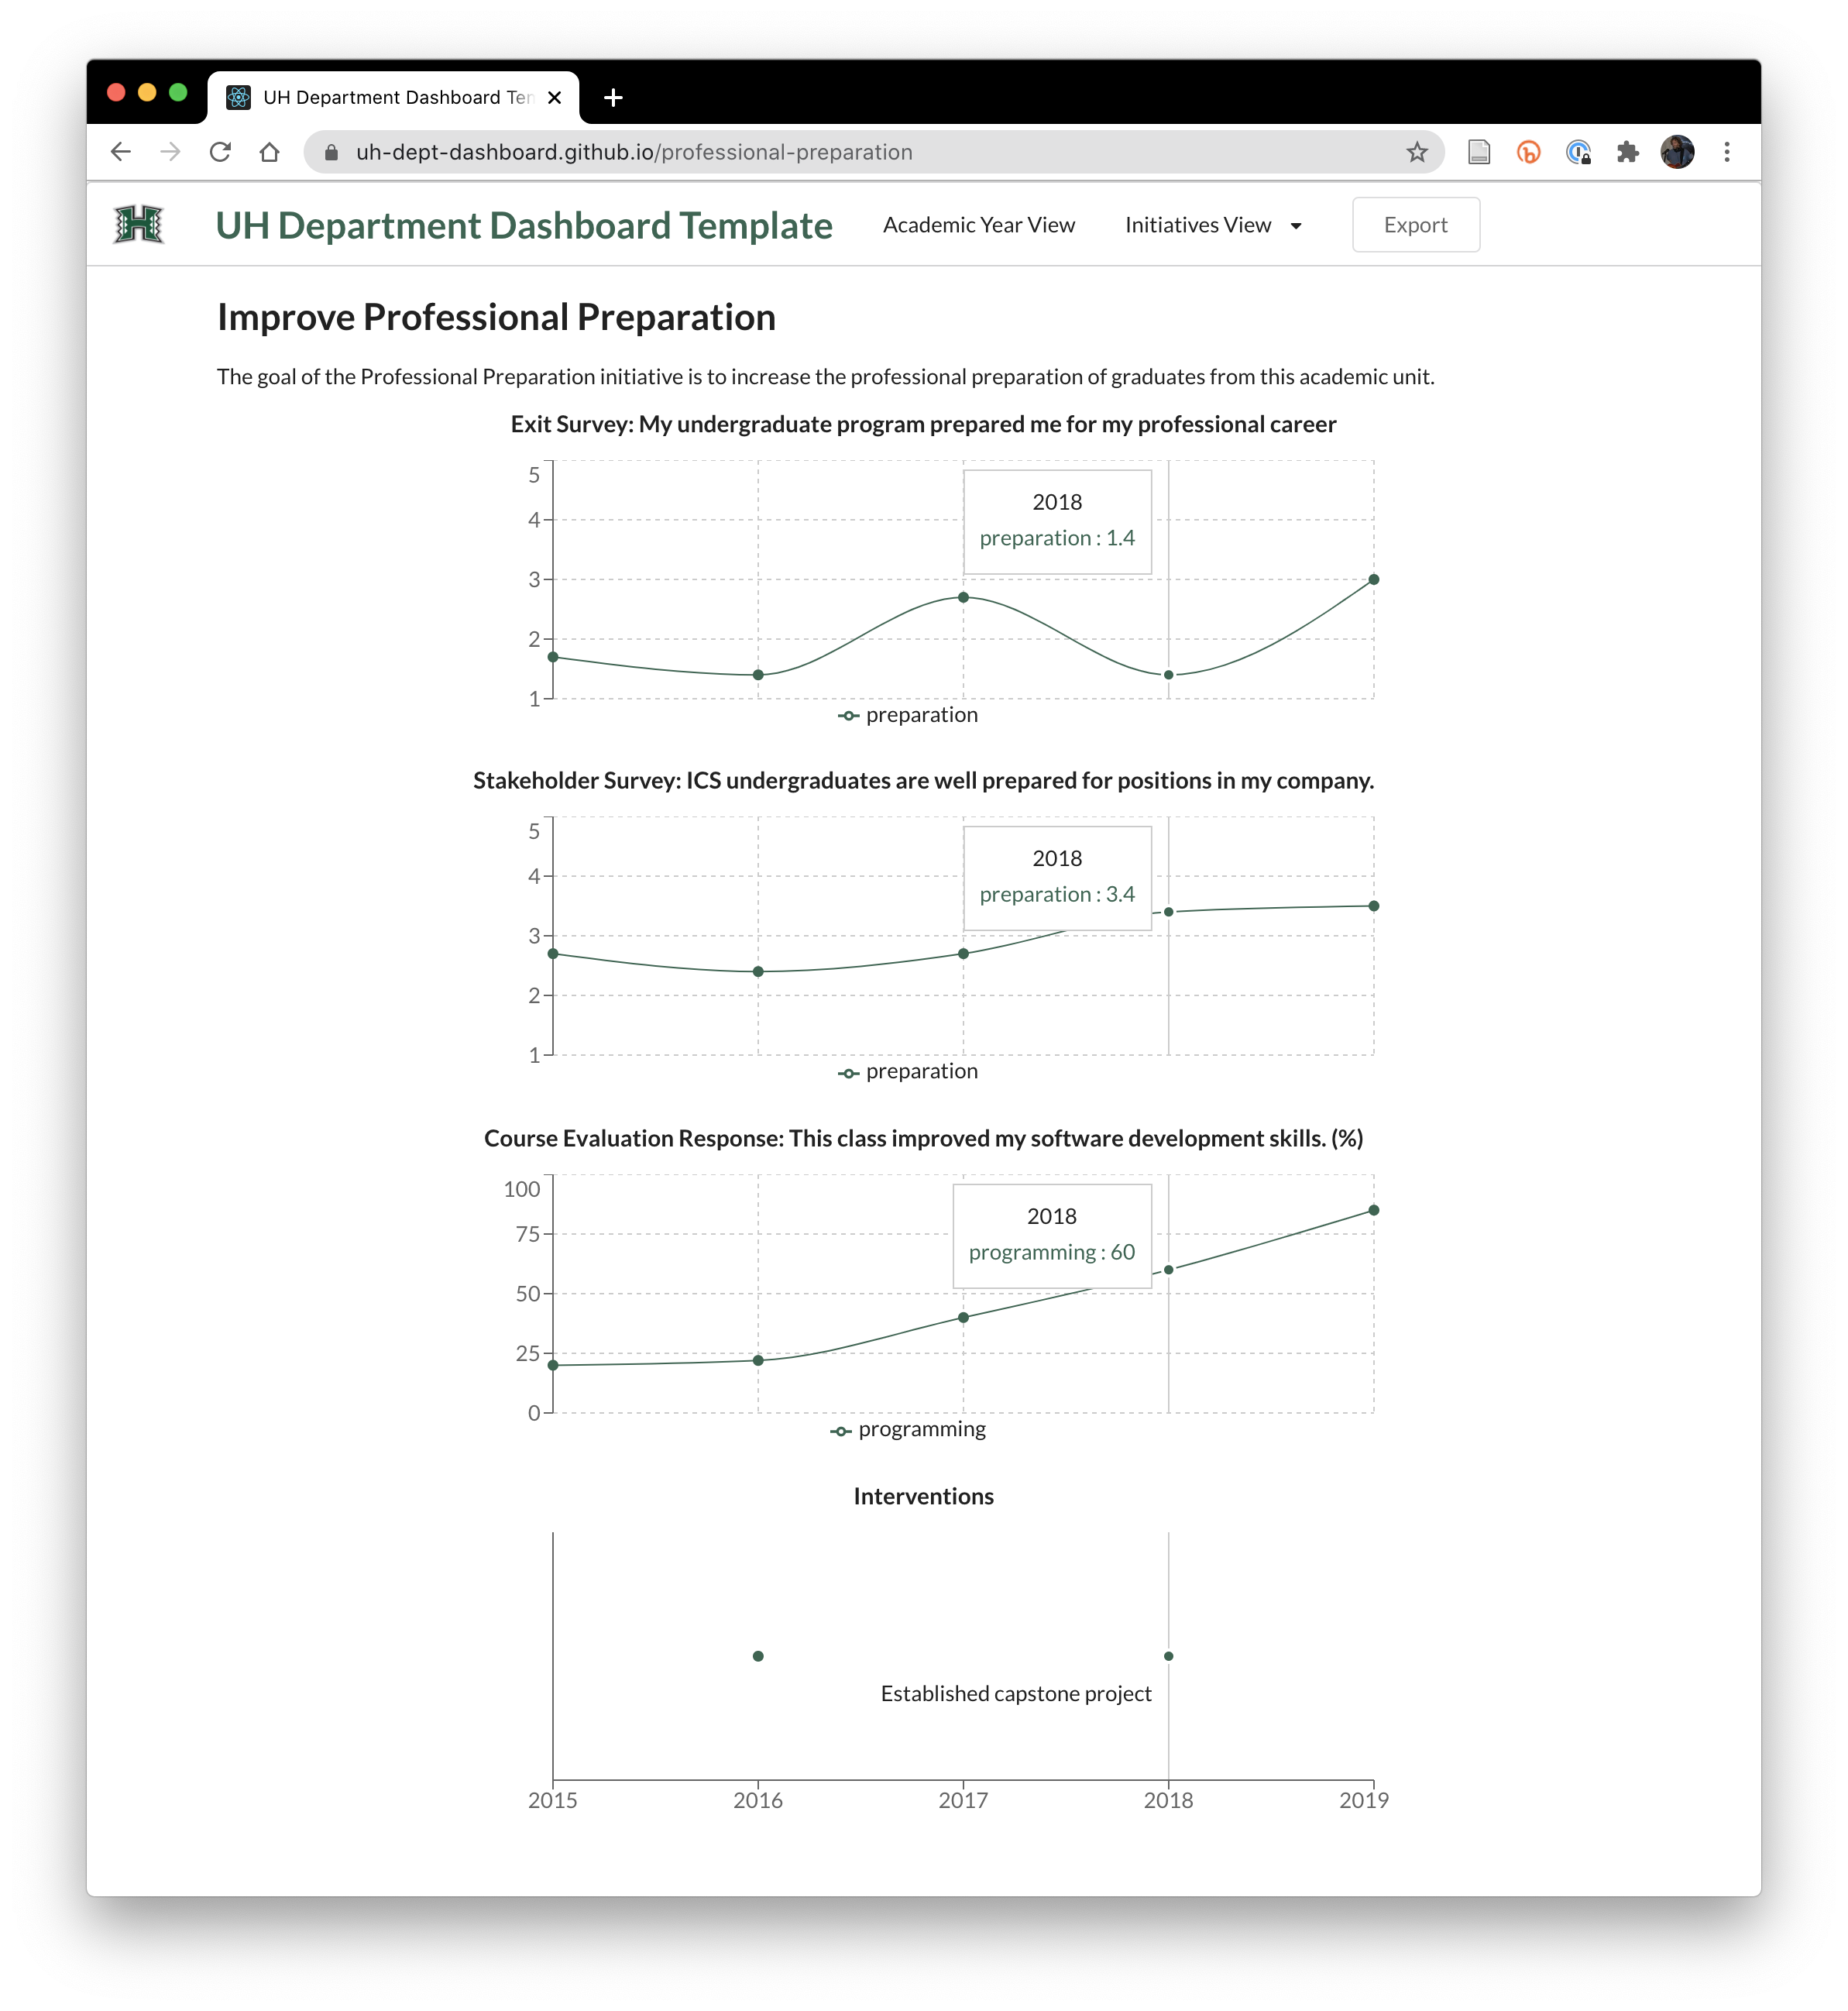 UH Department Dashboard Ten
uh-dept-dashboard.github.io/professional-preparation
UH Department Dashboard Template
Academic Year View
Initiatives View
Export
Improve Professional Preparation
The goal of the Professional Preparation initiative is to increase the professional preparation of graduates from this academic unit.
Exit Survey: My undergraduate program prepared me for my professional career
5
4
3
2
1
2018
preparation : 1.4
preparation
Stakeholder Survey: ICS undergraduates are well prepared for positions in my company.
5
4
3
2
1
2018
preparation : 3.4
preparation
Course Evaluation Response: This class improved my software development skills. (%)
100
75
50
25
0
2018
programming : 60
programming
Interventions
Established capstone project
2015 2016 2017 2018 2019